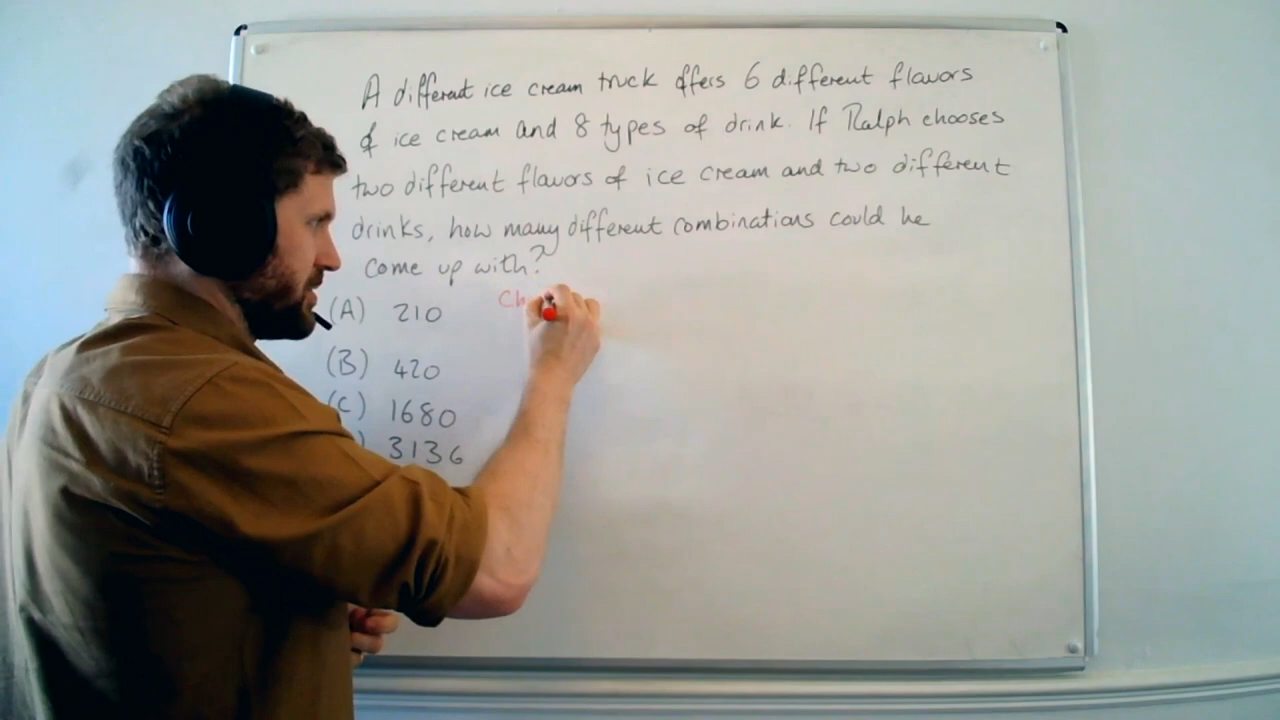 A different ice cream truck offers 6 different flavors
of ice cream and 8 types of drink. If Ralph chooses
two different flavors of ice cream and two different
drinks, how many different combinations could he
come up with?
(A) 210
Ch
(B) 420
(C) 1680
) 3136